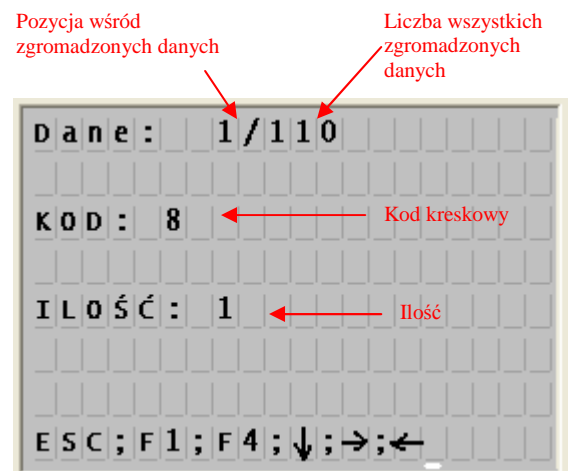 Pozycja wśród
zgromadzonych danych
Liczba wszystkich
zgromadzonych
danych
Dane: 1/110
KOD: 8
Kod kreskowy
ILOŚĆ: 1
Ilość
ESC;F1;F4;↓;→;←